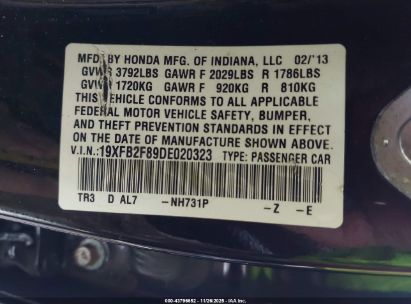 MFD. BY HONDA MFG. OF INDIANA, LLC 02/'13
GVWR 3792LBS GAWR F 2029LBS R 1786LBS
GVWR 1720KG GAWR F 920KG R 810KG
THIS VEHICLE CONFORMS TO ALL APPLICABLE
FEDERAL MOTOR VEHICLE SAFETY, BUMPER,
AND THEFT PREVENTION STANDARDS IN EFFECT
ON THE DATE OF MANUFACTURE SHOWN ABOVE.
V.I.N.:19XFB2F89DE020323 TYPE: PASSENGER CAR
TR3 D AL7 -NH731P -Z -E